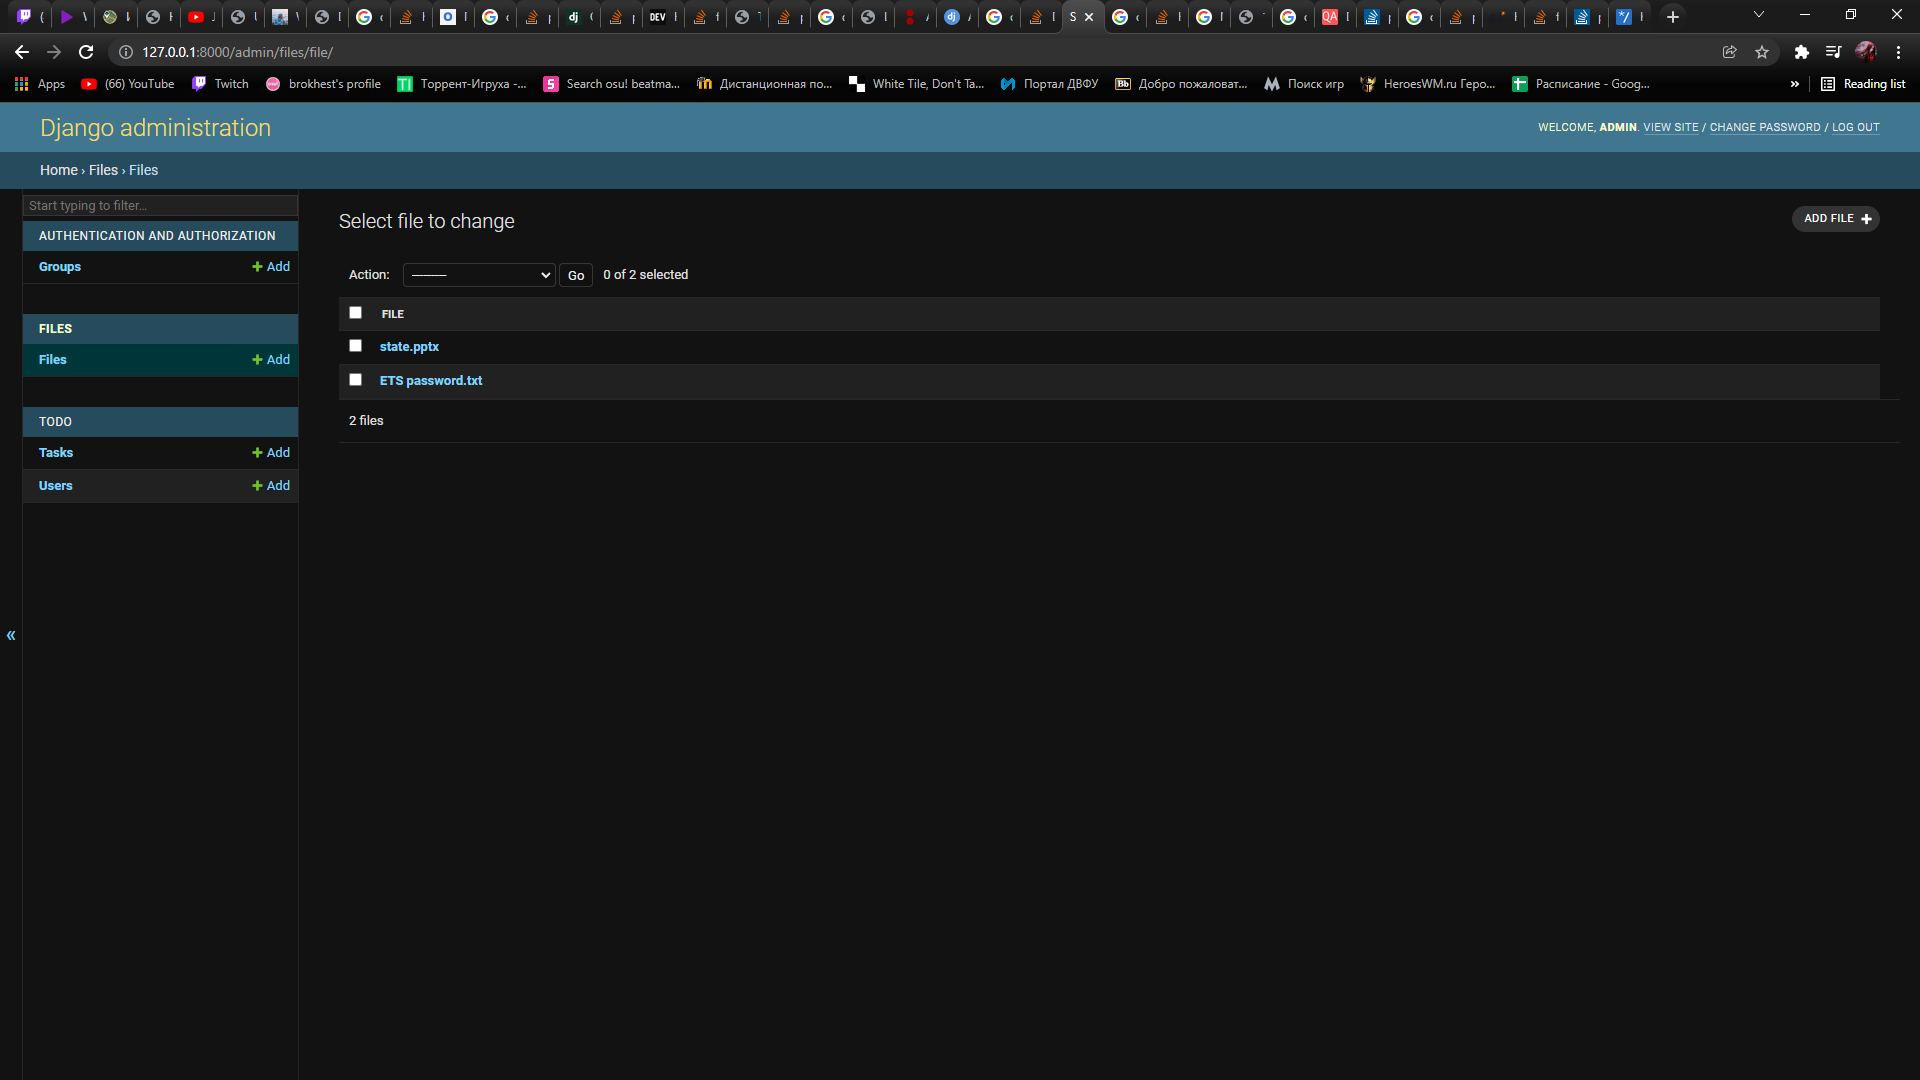 127.0.0.1:8000/admin/files/file/
Apps
(66) YouTube
Twitch
brokhest's profile
Торрент-Игруха -...
Search osu! beatma...
Дистанционная по...
White Tile, Don't Ta...
Портал ДВФУ
Добро пожаловат...
Поиск игр
HeroesWM.ru Геро...
Расписание - Goog...
»
Reading list
Django administration
WELCOME, ADMIN. VIEW SITE / CHANGE PASSWORD / LOG OUT
Home › Files › Files
Start typing to filter...
AUTHENTICATION AND AUTHORIZATION
Groups
+ Add
FILES
Files
+ Add
TODO
Tasks
+ Add
Users
+ Add
«
Select file to change
ADD FILE +
Action:
---------
Go
0 of 2 selected
FILE
state.pptx
ETS password.txt
2 files